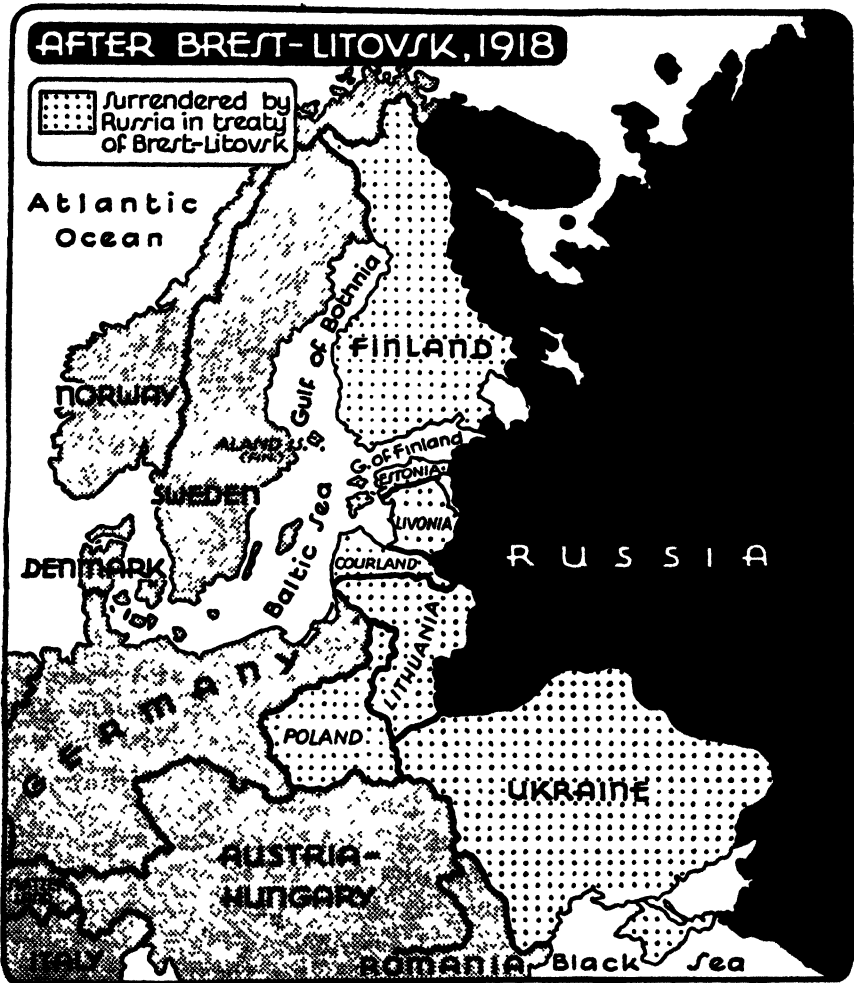 AFTER BREST-LITOVSK, 1918
Surrendered by
Russia in treaty
of Brest-Litovsk
Atlantic
Ocean
Gulf of Bothnia
FINLAND
NORWAY
ALAND IS.
(FIN.)
G. of Finland
ESTONIA
SWEDEN
LIVONIA
Baltic Sea
RUSSIA
DENMARK
COURLAND
LITHUANIA
GERMANY
POLAND
UKRAINE
AUSTRIA-
HUNGARY
ITALY
ROMANIA
Black Sea